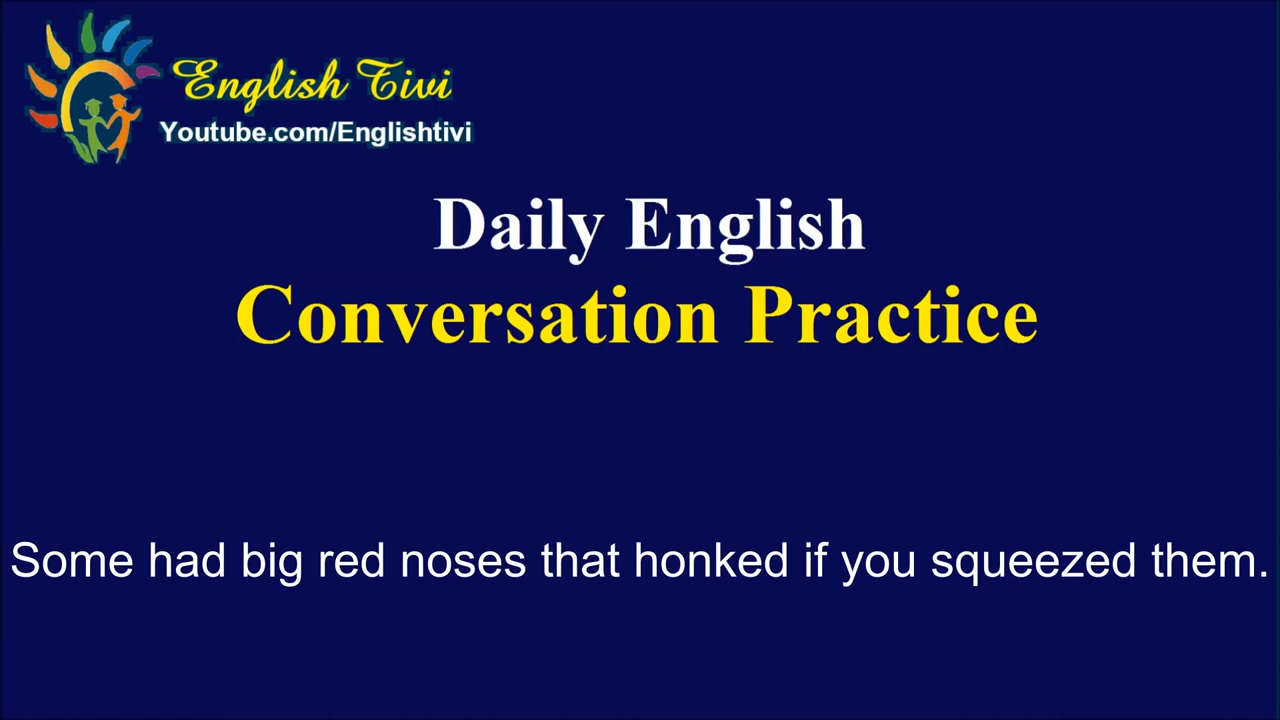 English Tivi
Youtube.com/Englishtivi
Daily English
Conversation Practice
Some had big red noses that honked if you squeezed them.